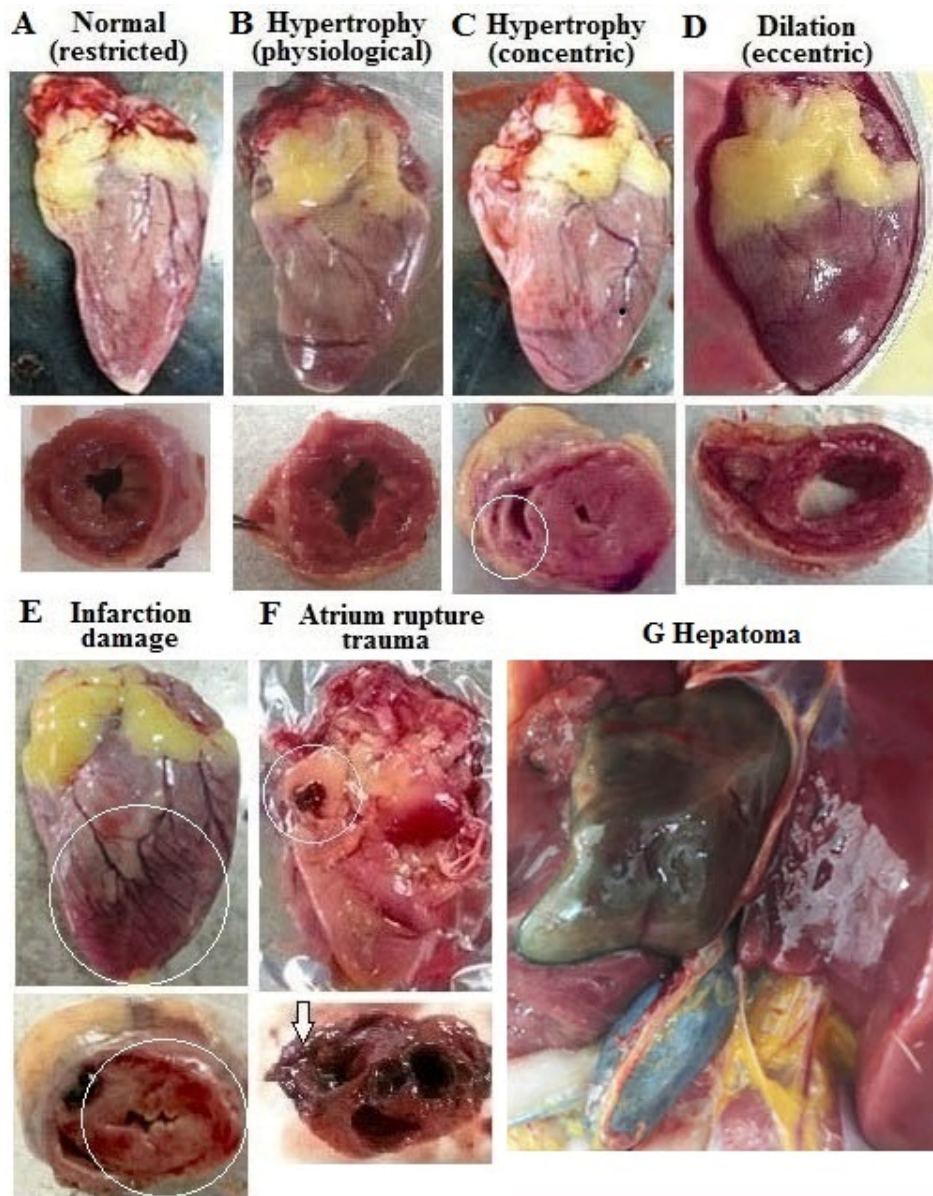 A Normal
(restricted)
B Hypertrophy
(physiological)
C Hypertrophy
(concentric)
D Dilation
(eccentric)
E Infarction
damage
F Atrium rupture
trauma
G Hepatoma